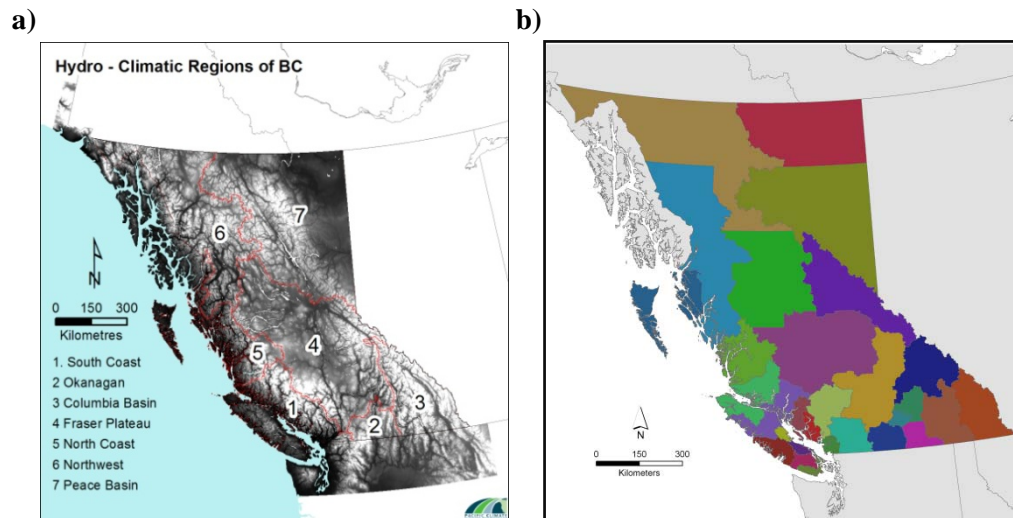 a)
b)
Hydro - Climatic Regions of BC
7
6
4
5
3
1
2
N
0 150 300
Kilometres
1. South Coast
2 Okanagan
3 Columbia Basin
4 Fraser Plateau
5 North Coast
6 Northwest
7 Peace Basin
PACIFIC CLIMATE
N
0 150 300
Kilometers